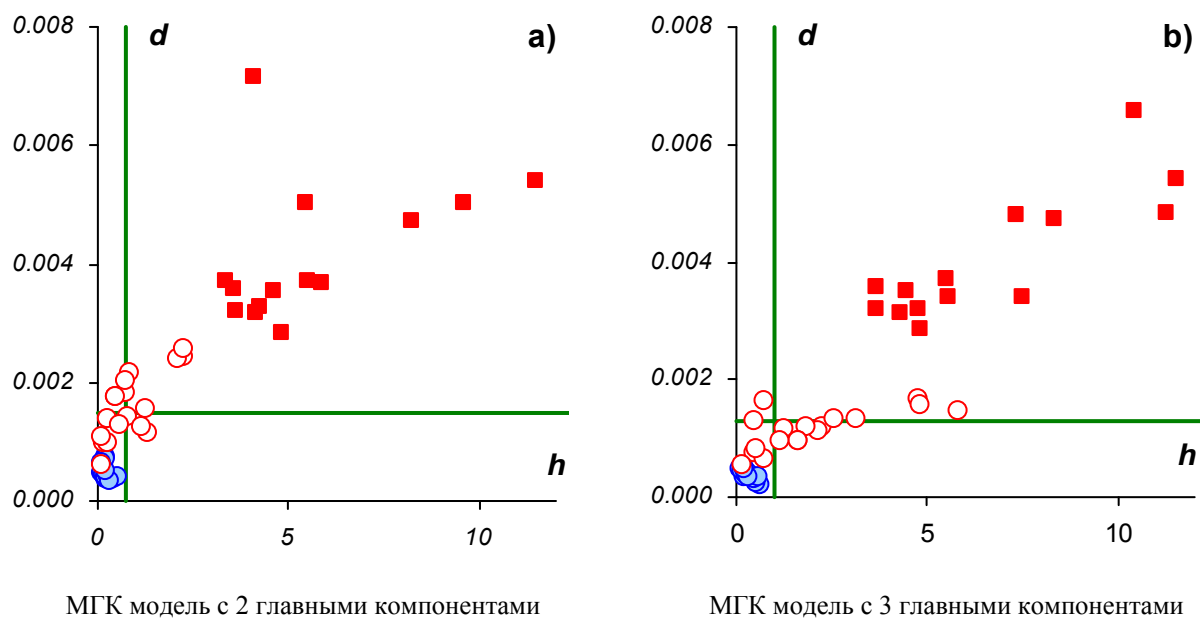 0.008
d
a)
0.006
0.004
0.002
h
0.000
0
5
10
МГК модель с 2 главными компонентами
0.008
d
b)
0.006
0.004
0.002
h
0.000
0
5
10
МГК модель с 3 главными компонентами